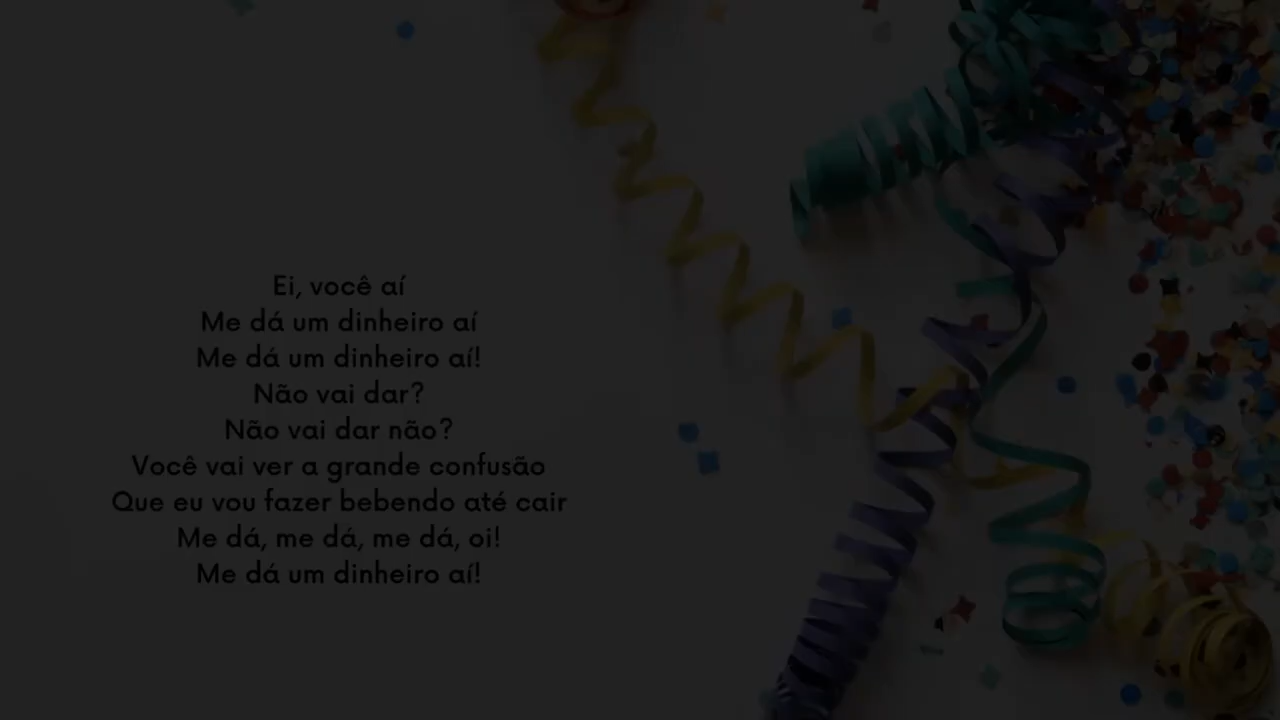 Ei, você aí
Me dá um dinheiro aí
Me dá um dinheiro aí!
Não vai dar?
Não vai dar não?
Você vai ver a grande confusão
Que eu vou fazer bebendo até cair
Me dá, me dá, me dá, oi!
Me dá um dinheiro aí!